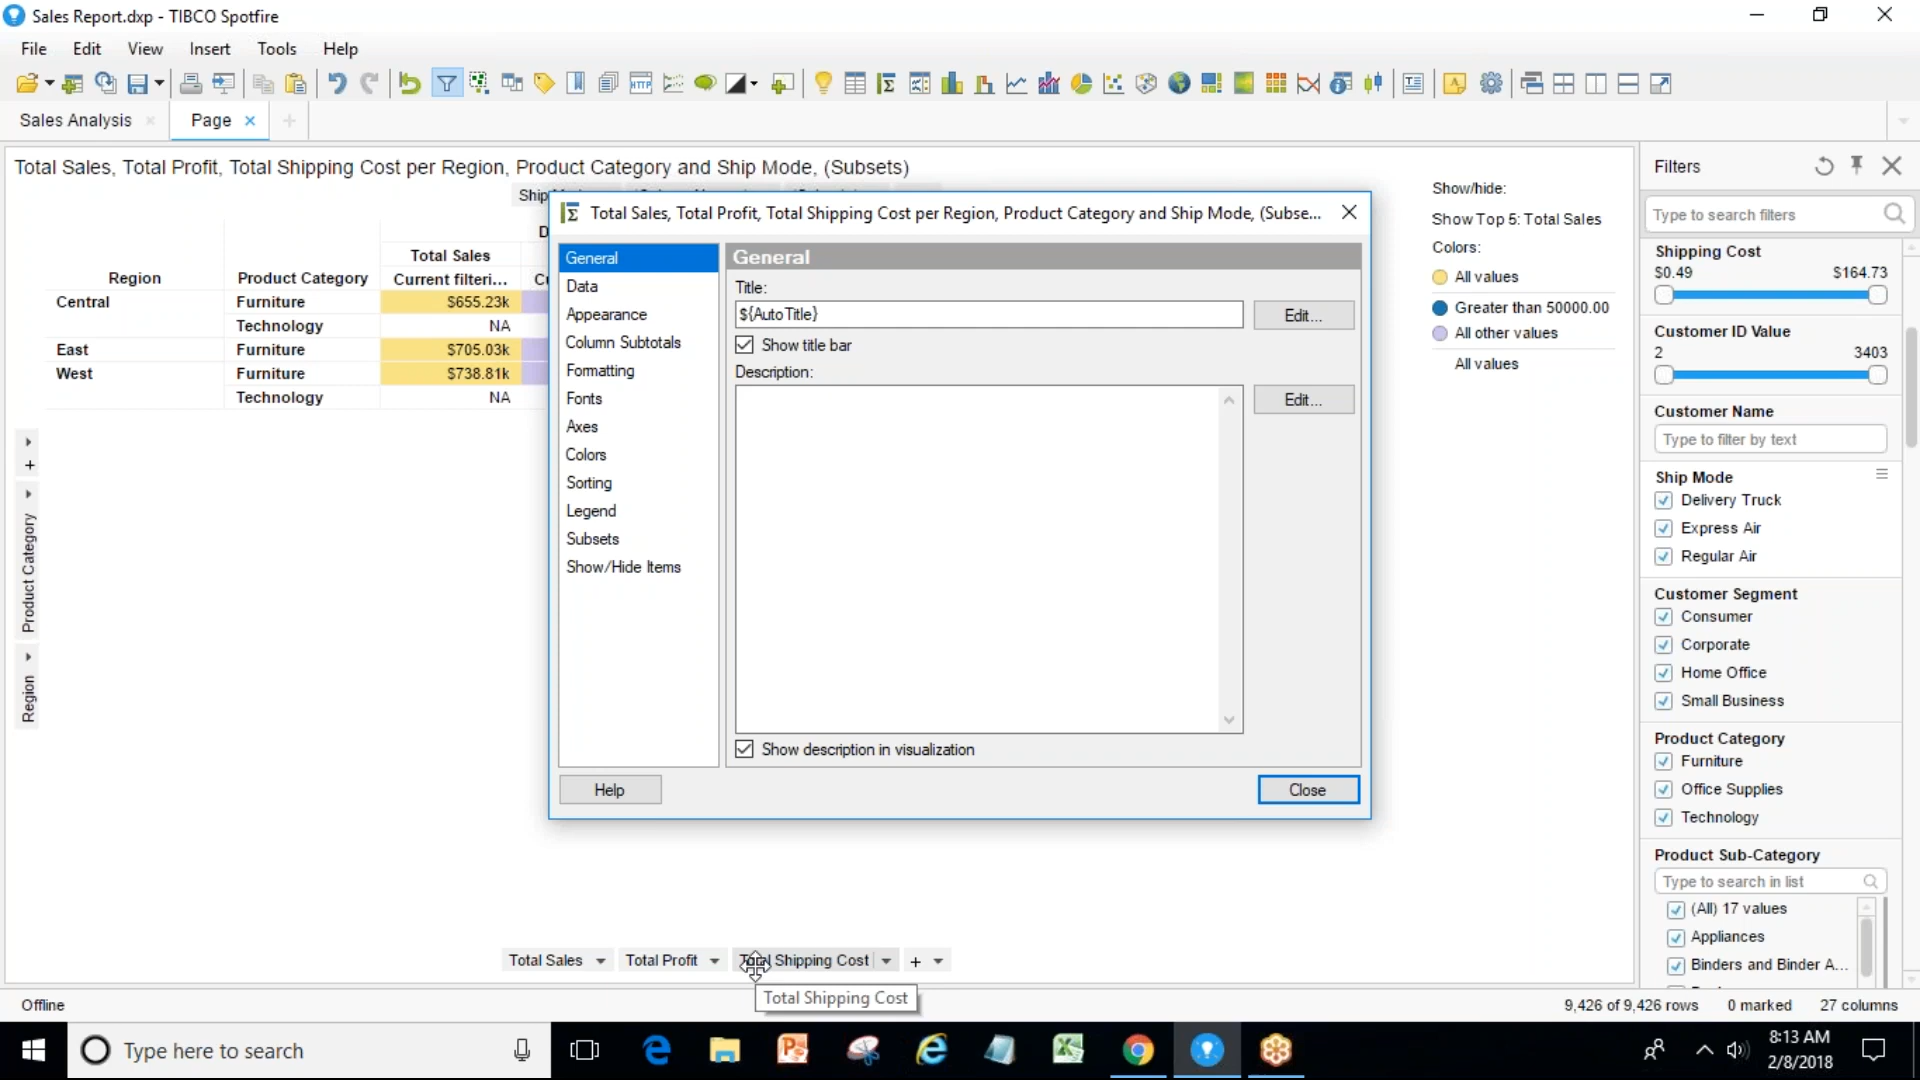 Sales Report.dxp - TIBCO Spotfire
File Edit View Insert Tools Help
HTTP
Sales Analysis Page
Total Sales, Total Profit, Total Shipping Cost per Region, Product Category and Ship Mode, (Subsets)
Region
Product Category
Total Sales
Current filteri...
Central Furniture $655.23k
Technology NA
East Furniture $705.03k
West Furniture $738.81k
Technology NA
+
Product Category
Region
Total Sales, Total Profit, Total Shipping Cost per Region, Product Category and Ship Mode, (Subse...
General
Data
Appearance
Column Subtotals
Formatting
Fonts
Axes
Colors
Sorting
Legend
Subsets
Show/Hide Items
General
Title:
${AutoTitle}
Edit...
Show title bar
Description:
Edit...
Show description in visualization
Help
Close
Show/hide:
Show Top 5: Total Sales
Colors:
All values
Greater than 50000.00
All other values
All values
Total Sales Total Profit Total Shipping Cost +
Total Shipping Cost
Filters
Type to search filters
Shipping Cost
$0.49 $164.73
Customer ID Value
2 3403
Customer Name
Type to filter by text
Ship Mode
Delivery Truck
Express Air
Regular Air
Customer Segment
Consumer
Corporate
Home Office
Small Business
Product Category
Furniture
Office Supplies
Technology
Product Sub-Category
Type to search in list
(All) 17 values
Appliances
Binders and Binder A...
Offline
9,426 of 9,426 rows 0 marked 27 columns
Type here to search
8:13 AM
2/8/2018